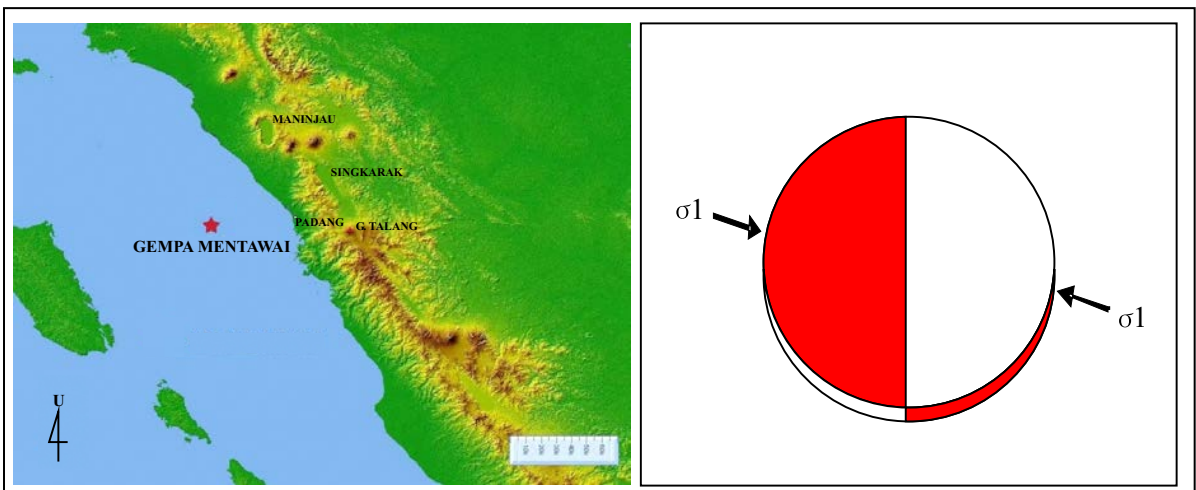 MANINJAU
SINGKARAK
PADANG
G. TALANG
GEMPA MENTAWAI
U
σ1
σ1